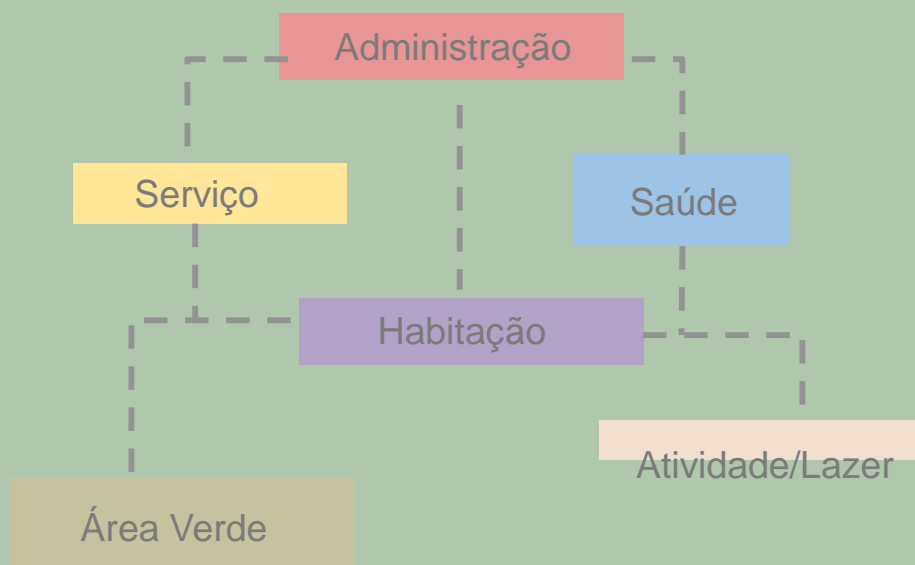 Administração
Serviço
Saúde
Habitação
Atividade/Lazer
Área Verde